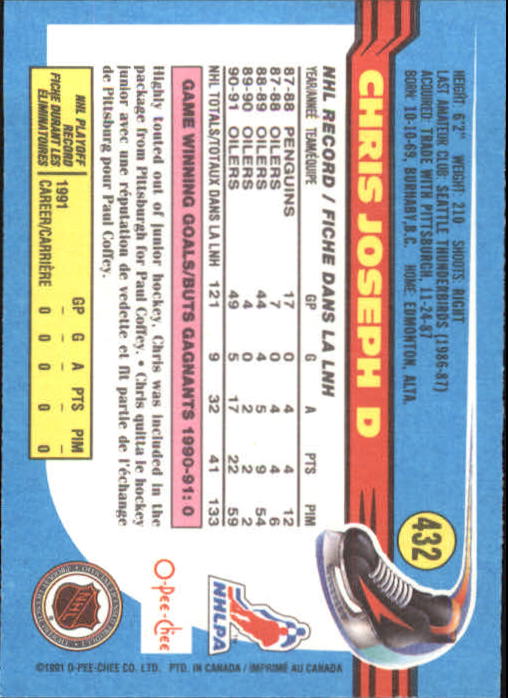 432
HEIGHT: 6'2" WEIGHT: 210 SHOOTS: RIGHT
LAST AMATEUR CLUB: SEATTLE THUNDERBIRDS (1986-87)
ACQUIRED: TRADE WITH PITTSBURGH, 11-24-87
BORN: 10-10-69, BURNABY, B.C. HOME: EDMONTON, ALTA.
CHRIS JOSEPH D
NHL RECORD / FICHE DANS LA LNH
YEAR/ANNÉE TEAM/ÉQUIPE GP G A PTS PIM
87-88 PENGUINS 17 0 4 4 12
87-88 OILERS 7 0 4 4 6
88-89 OILERS 44 4 5 9 54
89-90 OILERS 4 0 2 2 2
90-91 OILERS 49 5 17 22 59
NHL TOTALS/TOTAUX DANS LA LNH 121 9 32 41 133
GAME WINNING GOALS/BUTS GAGNANTS 1990-91: 0
Highly touted out of junior hockey, Chris was included in the
package from Pittsburgh for Paul Coffey. • Chris quitta le hockey
junior avec une réputation de vedette et fit partie de l'échange
de Pittsburg pour Paul Coffey.
NHL PLAYOFF
RECORD
FICHE DURANT LES
ÉLIMINATOIRES
GP G A PTS PIM
1991 – – – – –
CAREER/CARRIÈRE 0 0 0 0 0
NHLPA
O-Pee-Chee
NHL
©1991 O-PEE-CHEE CO. LTD. PTD. IN CANADA / IMPRIMÉ AU CANADA